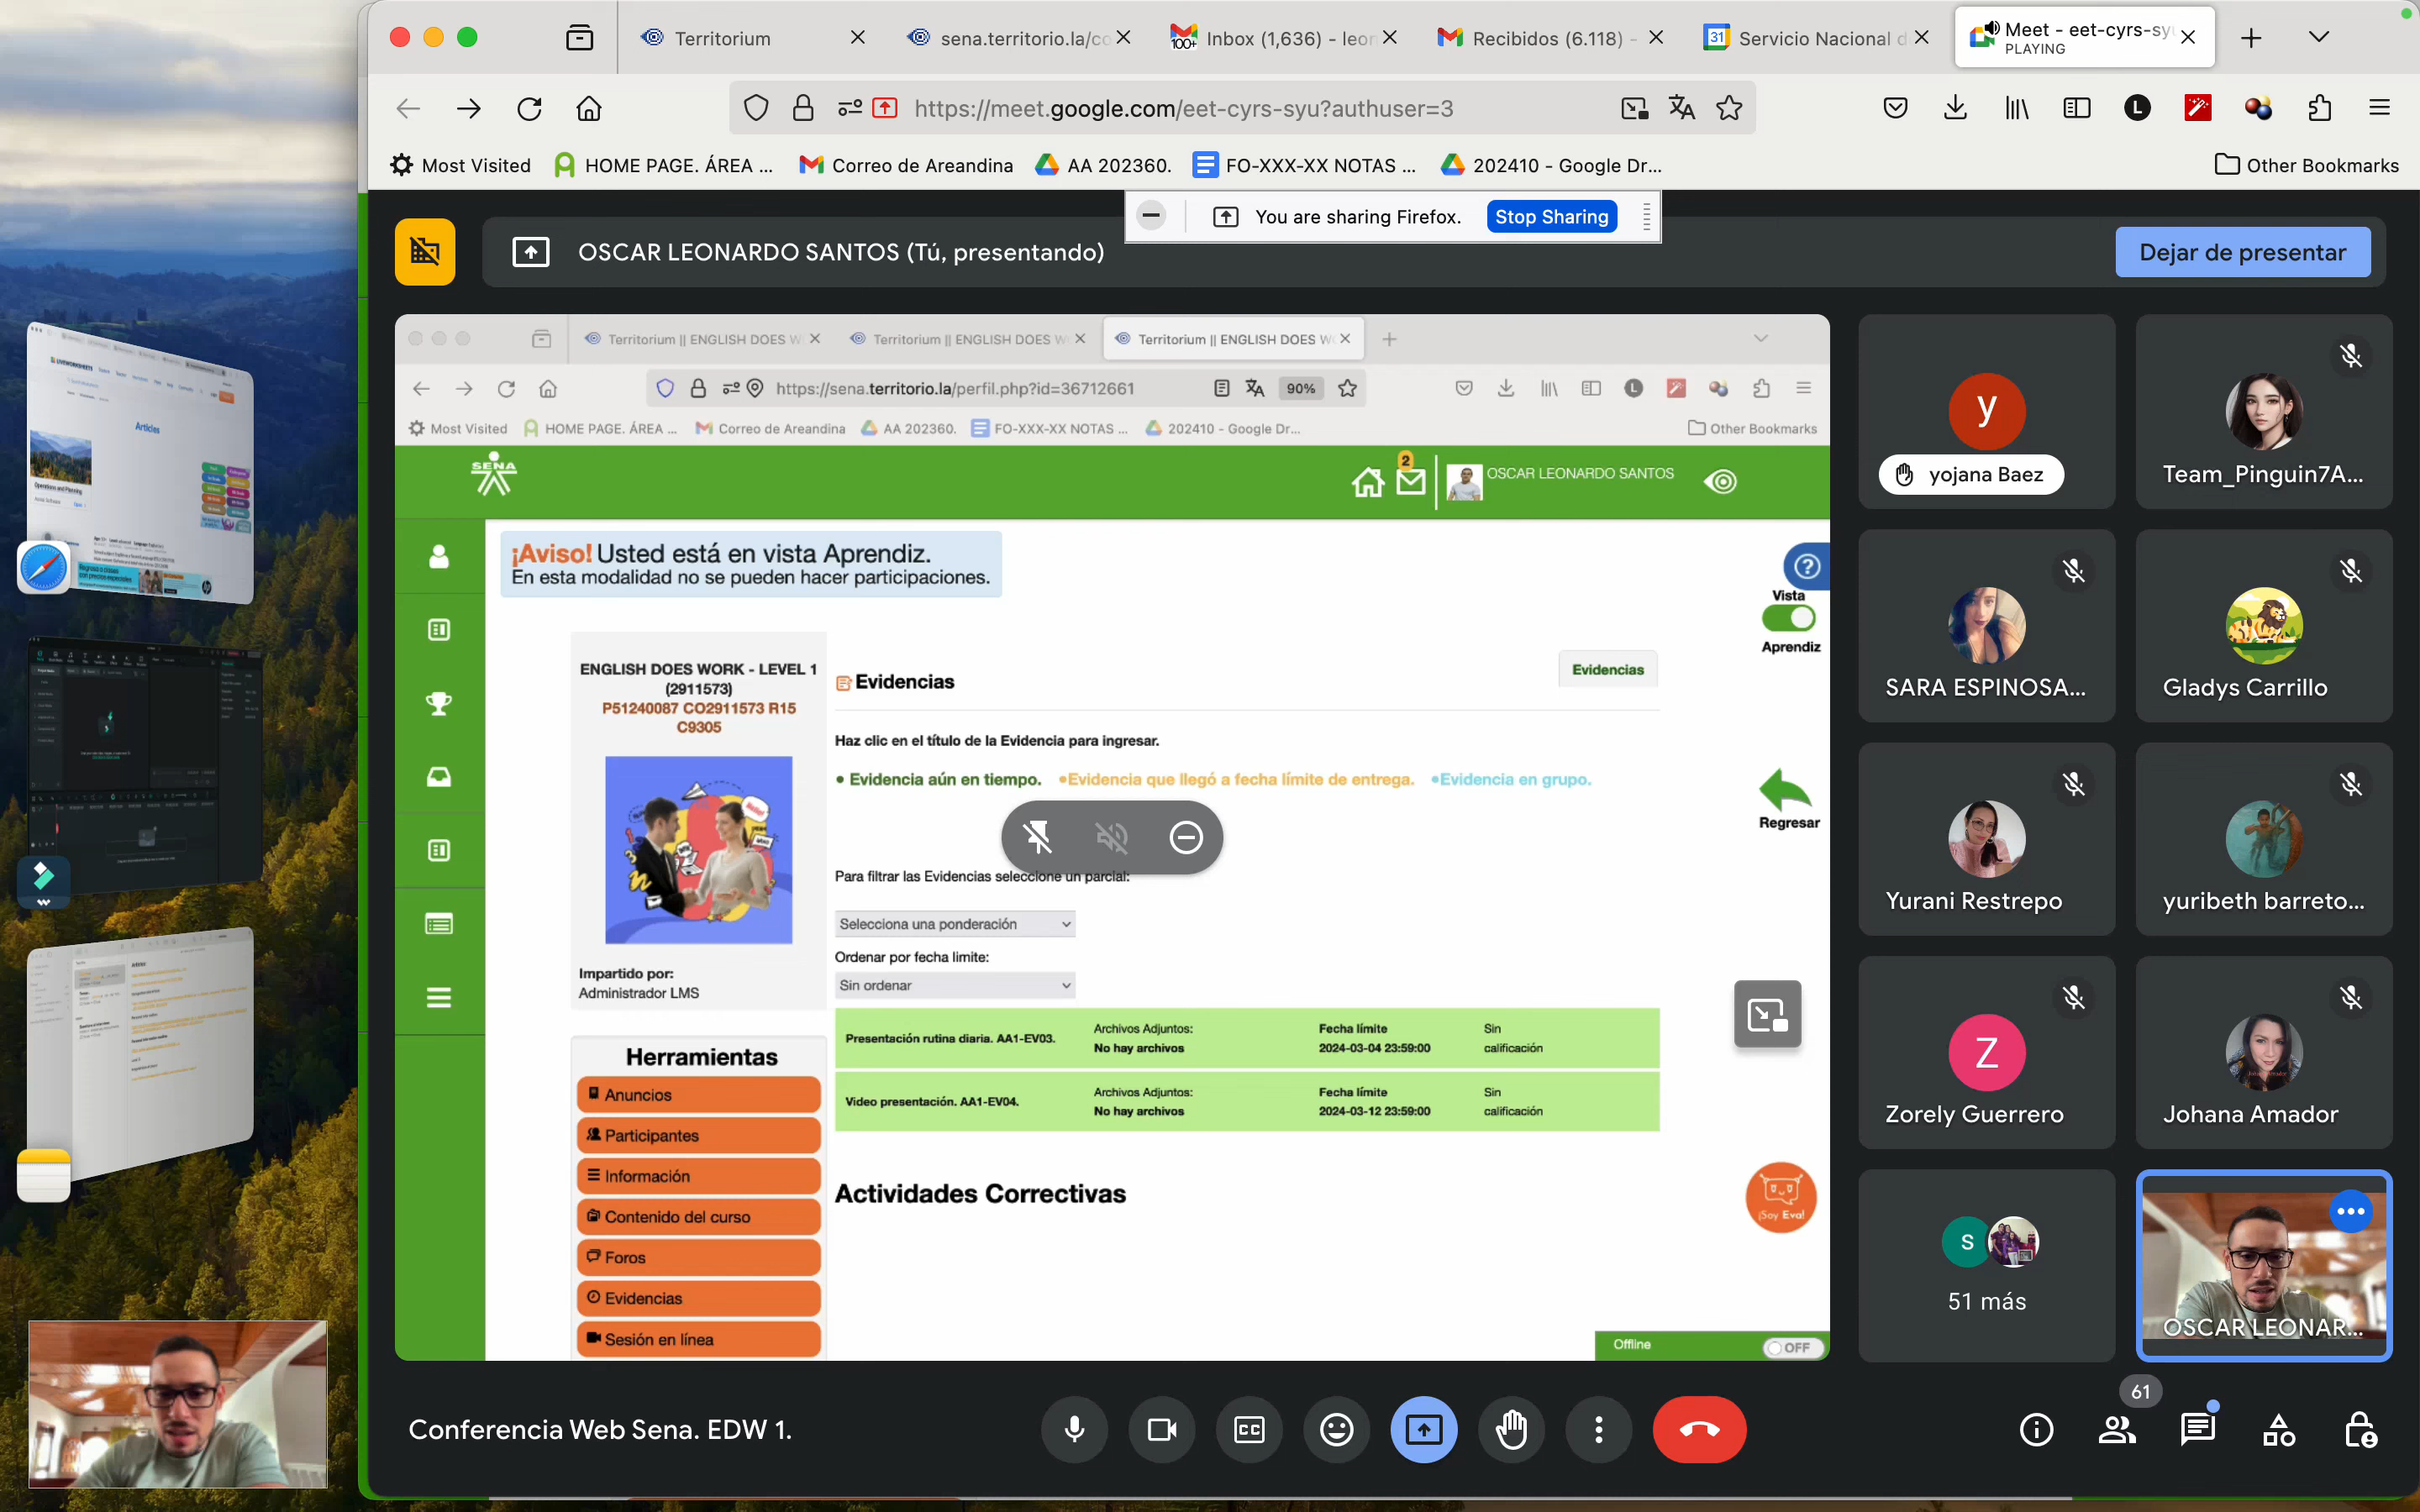 Territorium
sena.territorio.la/co
Inbox (1,636) - leon
Recibidos (6.118) -
Servicio Nacional d
Meet - eet-cyrs-sy
PLAYING
https://meet.google.com/eet-cyrs-syu?authuser=3
Most Visited
HOME PAGE. ÁREA ...
Correo de Areandina
AA 202360.
FO-XXX-XX NOTAS ...
202410 - Google Dr...
Other Bookmarks
You are sharing Firefox.
Stop Sharing
OSCAR LEONARDO SANTOS (Tú, presentando)
Dejar de presentar
Territorium || ENGLISH DOES W
Territorium || ENGLISH DOES W
Territorium || ENGLISH DOES W
https://sena.territorio.la/perfil.php?id=36712661
90%
Most Visited
HOME PAGE. ÁREA ...
Correo de Areandina
AA 202360.
FO-XXX-XX NOTAS ...
202410 - Google Dr...
Other Bookmarks
SENA
2
OSCAR LEONARDO SANTOS
¡Aviso! Usted está en vista Aprendiz.
En esta modalidad no se pueden hacer participaciones.
Vista
Aprendiz
ENGLISH DOES WORK - LEVEL 1
(2911573)
P51240087 CO2911573 R15
C9305
Impartido por:
Administrador LMS
Evidencias
Evidencias
Haz clic en el título de la Evidencia para ingresar.
• Evidencia aún en tiempo. •Evidencia que llegó a fecha límite de entrega. •Evidencia en grupo.
Regresar
Para filtrar las Evidencias seleccione un parcial:
Selecciona una ponderación
Ordenar por fecha limite:
Sin ordenar
Presentación rutina diaria. AA1-EV03.
Archivos Adjuntos:
No hay archivos
Fecha límite
2024-03-04 23:59:00
Sin
calificación
Video presentación. AA1-EV04.
Archivos Adjuntos:
No hay archivos
Fecha límite
2024-03-12 23:59:00
Sin
calificación
Actividades Correctivas
Herramientas
Anuncios
Participantes
Información
Contenido del curso
Foros
Evidencias
Sesión en línea
¡Soy Eva!
Offline
OFF
y
yojana Baez
Team_Pinguin7A...
SARA ESPINOSA...
Gladys Carrillo
Yurani Restrepo
yuribeth barreto...
Z
Zorely Guerrero
Johana Amador
s
51 más
OSCAR LEONAR...
Conferencia Web Sena. EDW 1.
61
Articles